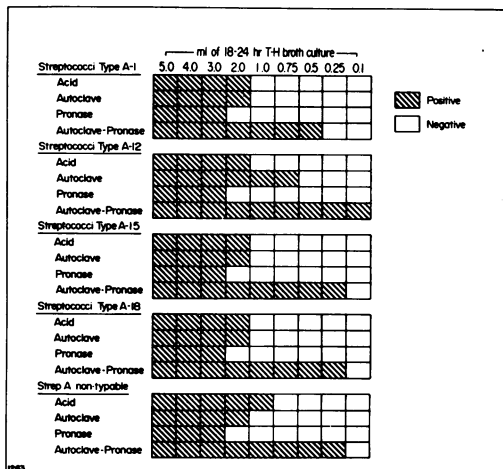 ml of 18-24 hr T-H broth culture
Streptococci Type A-1 5.0 4.0 3.0 2.0 1.0 0.75 0.5 0.25 0.1
Acid
Autoclave
Pronase
Autoclave-Pronase
Positive
Negative
Streptococci Type A-12
Acid
Autoclave
Pronase
Autoclave-Pronase
Streptococci Type A-15
Acid
Autoclave
Pronase
Autoclave-Pronase
Streptococci Type A-18
Acid
Autoclave
Pronase
Autoclave-Pronase
Strep A non-typable
Acid
Autoclave
Pronase
Autoclave-Pronase